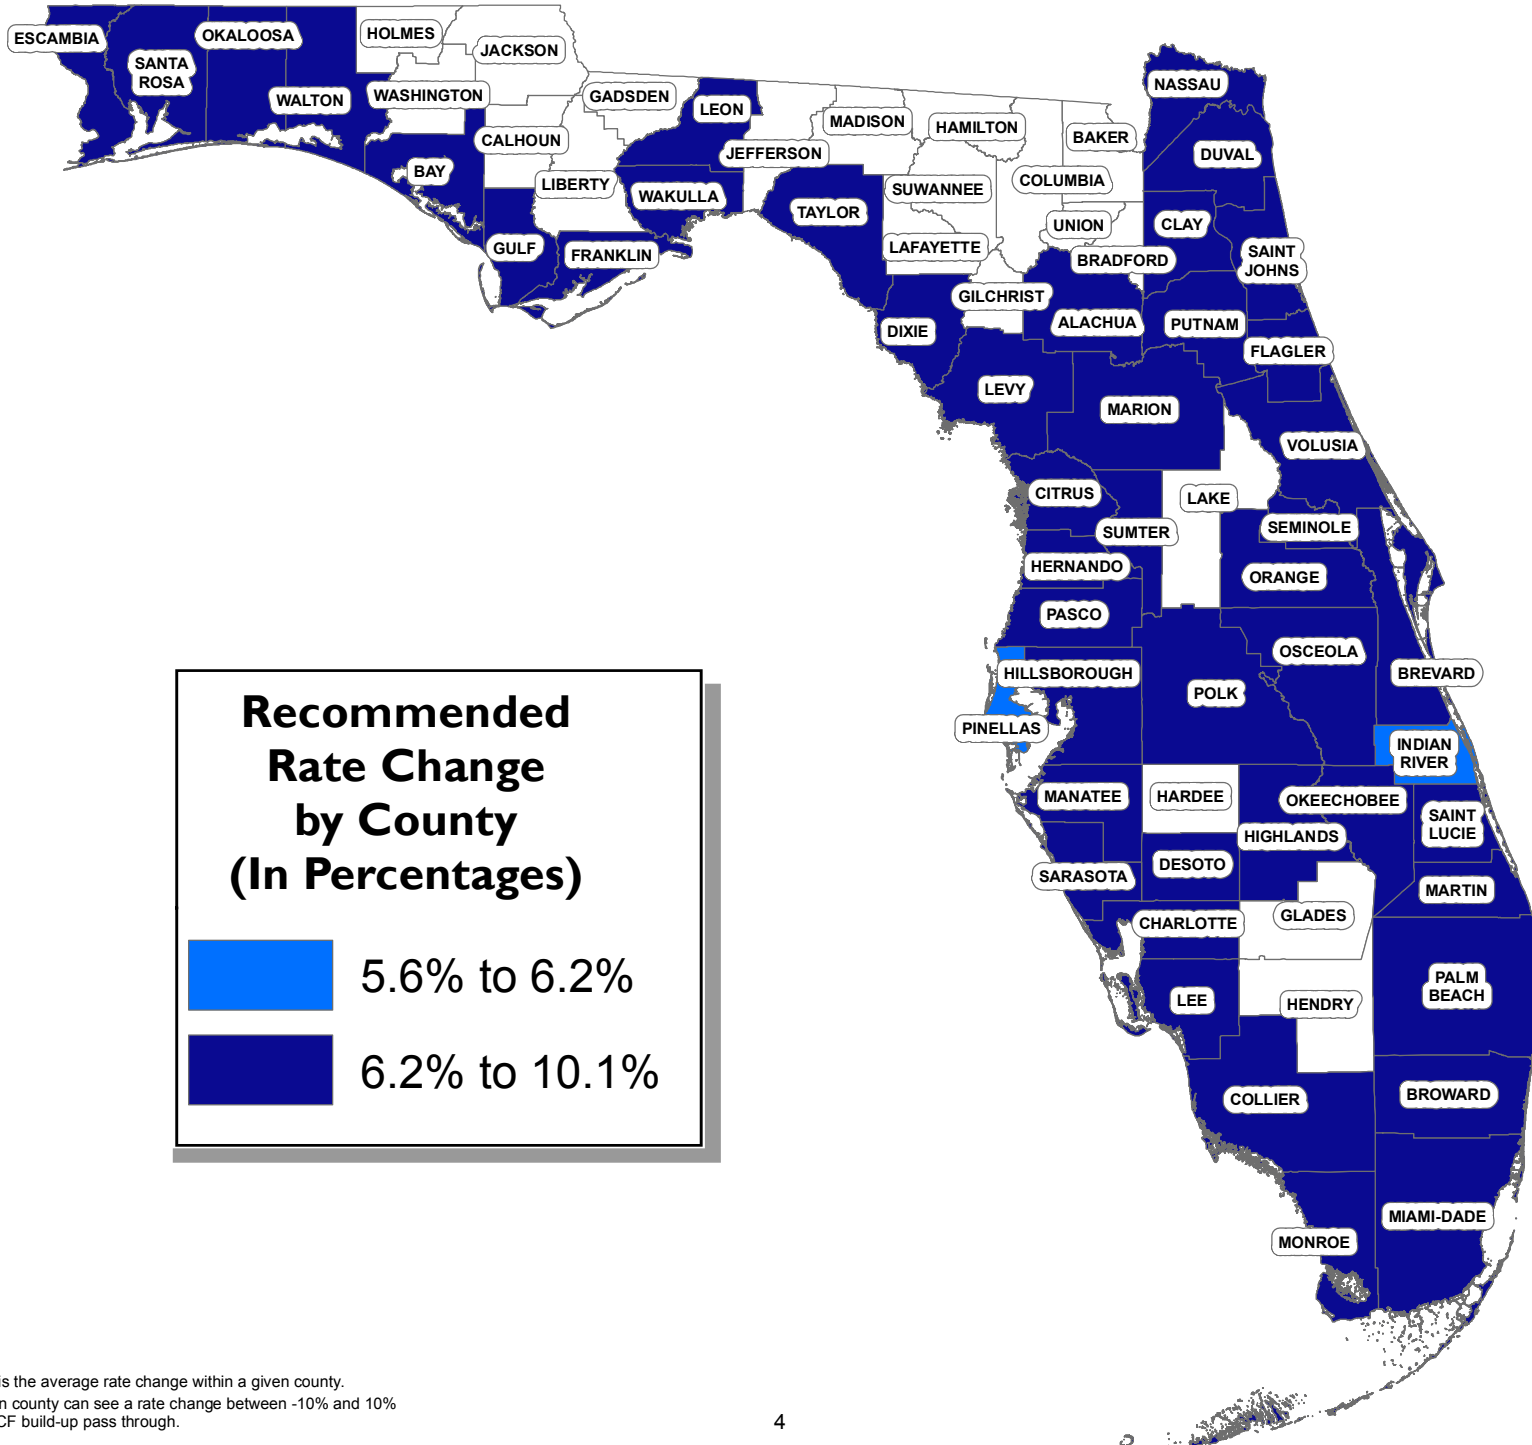 ESCAMBIA
SANTA
ROSA
OKALOOSA
WALTON
HOLMES
JACKSON
WASHINGTON
CALHOUN
BAY
GULF
GADSDEN
LIBERTY
FRANKLIN
LEON
WAKULLA
JEFFERSON
MADISON
TAYLOR
HAMILTON
SUWANNEE
LAFAYETTE
DIXIE
COLUMBIA
BAKER
UNION
BRADFORD
GILCHRIST
ALACHUA
NASSAU
DUVAL
CLAY
SAINT
JOHNS
PUTNAM
FLAGLER
LEVY
MARION
VOLUSIA
CITRUS
SUMTER
LAKE
SEMINOLE
HERNANDO
ORANGE
PASCO
OSCEOLA
HILLSBOROUGH
POLK
BREVARD
PINELLAS
INDIAN
RIVER
MANATEE
HARDEE
OKEECHOBEE
SAINT
LUCIE
HIGHLANDS
DESOTO
SARASOTA
MARTIN
CHARLOTTE
GLADES
LEE
HENDRY
PALM
BEACH
COLLIER
BROWARD
MIAMI-DADE
MONROE
Recommended
Rate Change
by County
(In Percentages)
5.6% to 6.2%
6.2% to 10.1%
is the average rate change within a given county.
n county can see a rate change between -10% and 10%
CF build-up pass through.
4